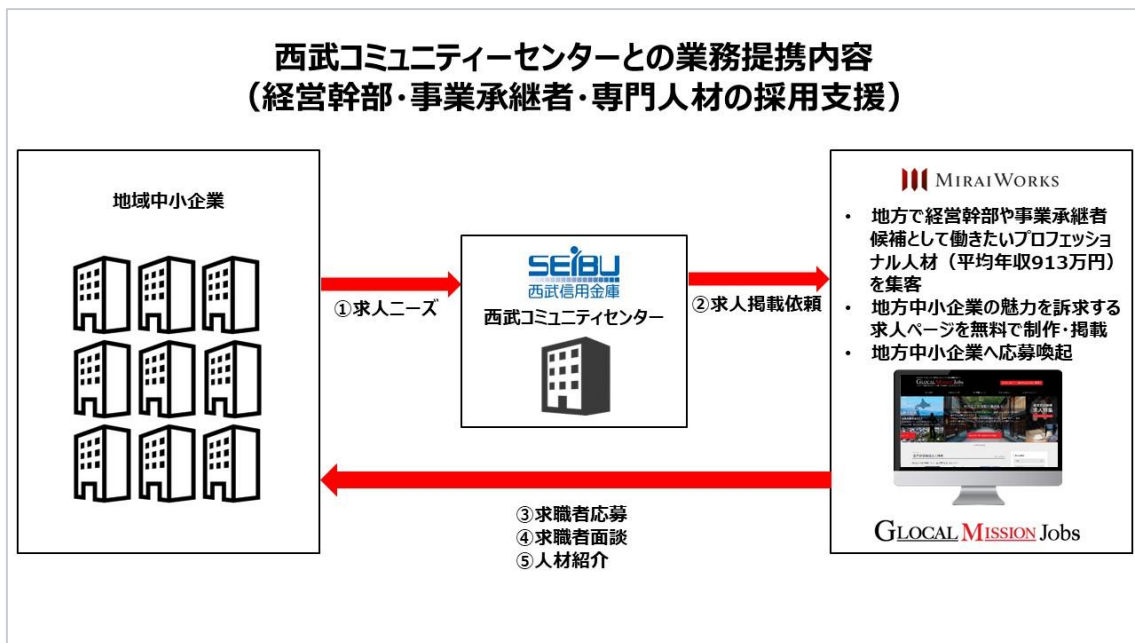 西武コミュニティーセンターとの業務提携内容
（経営幹部・事業承継者・専門人材の採用支援）
地域中小企業
①求人ニーズ
SEIBU
西武信用金庫
西武コミュニティセンター
②求人掲載依頼
MIRAIWORKS
・ 地方で経営幹部や事業承継者
候補として働きたいプロフェッショ
ナル人材（平均年収913万円）
を集客
・ 地方中小企業の魅力を訴求する
求人ページを無料で制作・掲載
・ 地方中小企業へ応募喚起
GLOCAL MISSION JOBS
GLOCAL MISSION Jobs
③求職者応募
④求職者面談
⑤人材紹介